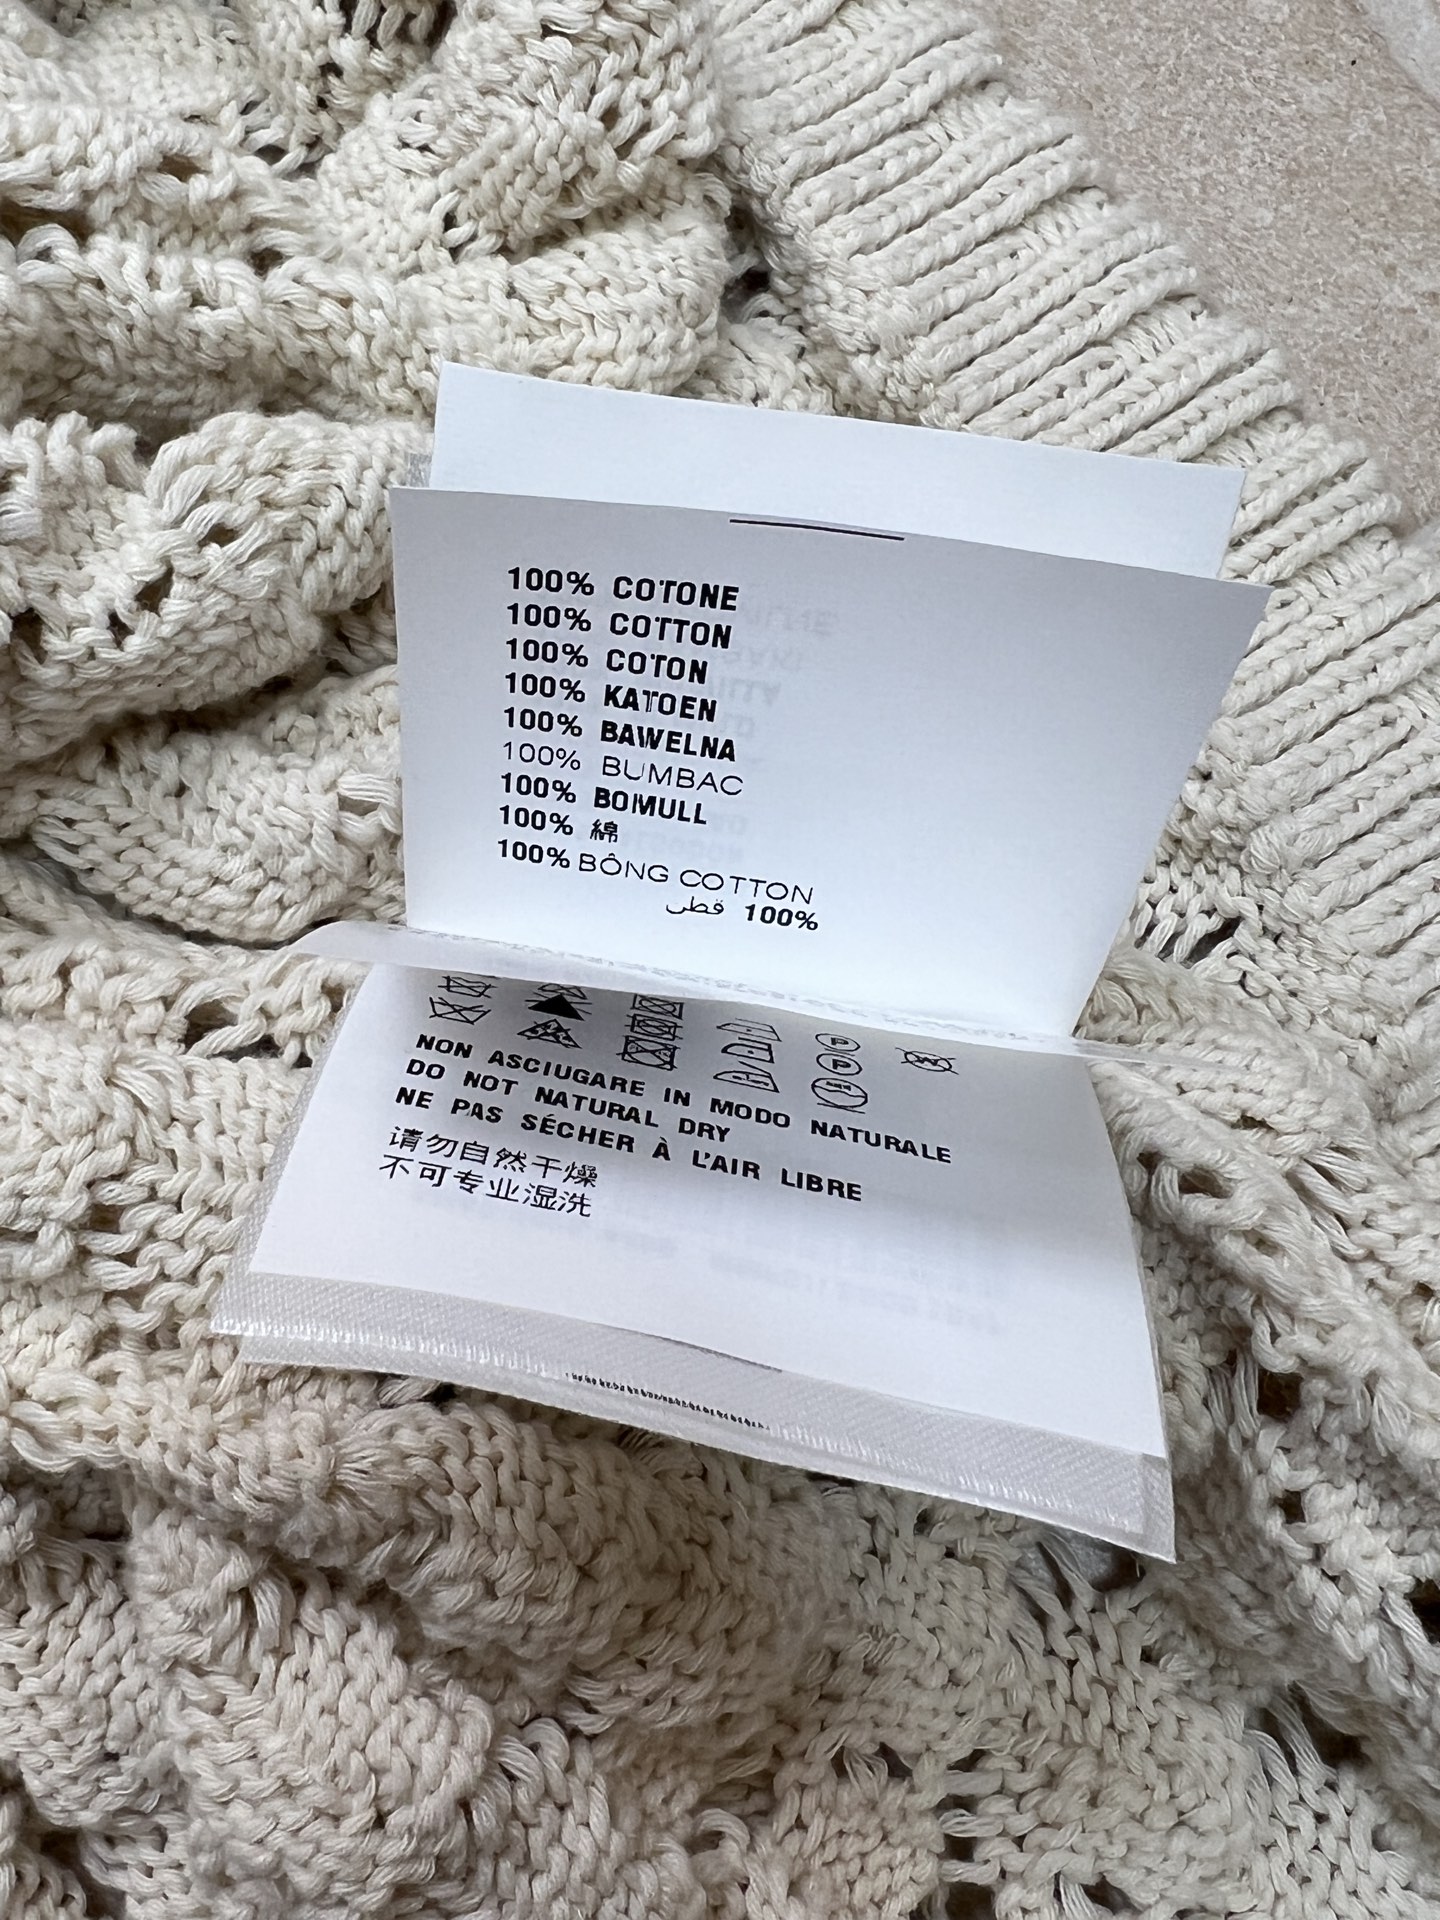 100% COTONE
100% COTTON
100% COTON
100% KATOEN
100% BAWELNA
100% BUMBAC
100% BOMULL
100% 綿
100% BÔNG COTTON
100% قطى
NON ASCIUGARE IN MODO NATURALE
DO NOT NATURAL DRY
NE PAS SÉCHER À L'AIR LIBRE
请勿自然干燥
不可专业湿洗